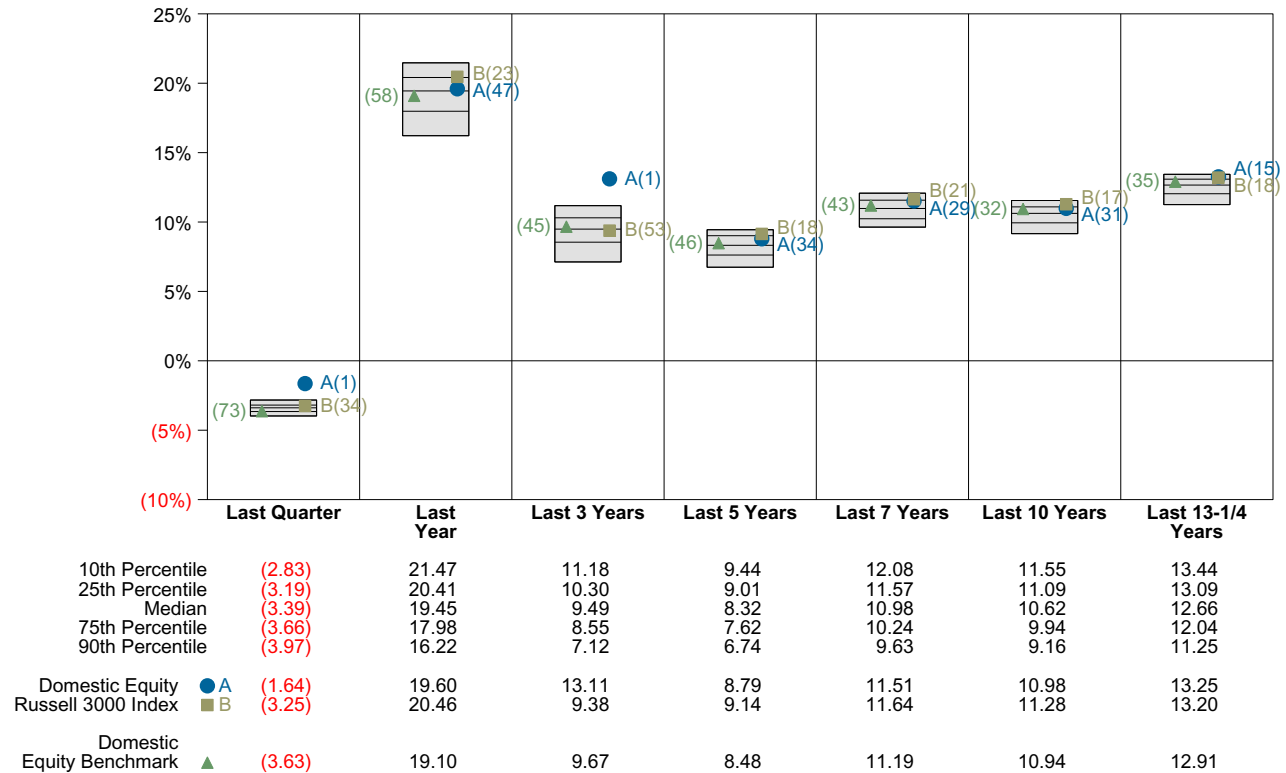 25%
20%
15%
10%
5%
0%
(5%)
(10%)
(73)
A(1)
B(34)
(58)
B(23)
A(47)
(45)
A(1)
B(53)
(46)
B(18)
A(34)
(43)
B(21)
A(29)
(32)
B(17)
A(31)
(35)
A(15)
B(18)
Last Quarter Last Year Last 3 Years Last 5 Years Last 7 Years Last 10 Years Last 13-1/4 Years
10th Percentile (2.83) 21.47 11.18 9.44 12.08 11.55 13.44
25th Percentile (3.19) 20.41 10.30 9.01 11.57 11.09 13.09
Median (3.39) 19.45 9.49 8.32 10.98 10.62 12.66
75th Percentile (3.66) 17.98 8.55 7.62 10.24 9.94 12.04
90th Percentile (3.97) 16.22 7.12 6.74 9.63 9.16 11.25
Domestic Equity A (1.64) 19.60 13.11 8.79 11.51 10.98 13.25
Russell 3000 Index B (3.25) 20.46 9.38 9.14 11.64 11.28 13.20
Domestic
Equity Benchmark (3.63) 19.10 9.67 8.48 11.19 10.94 12.91